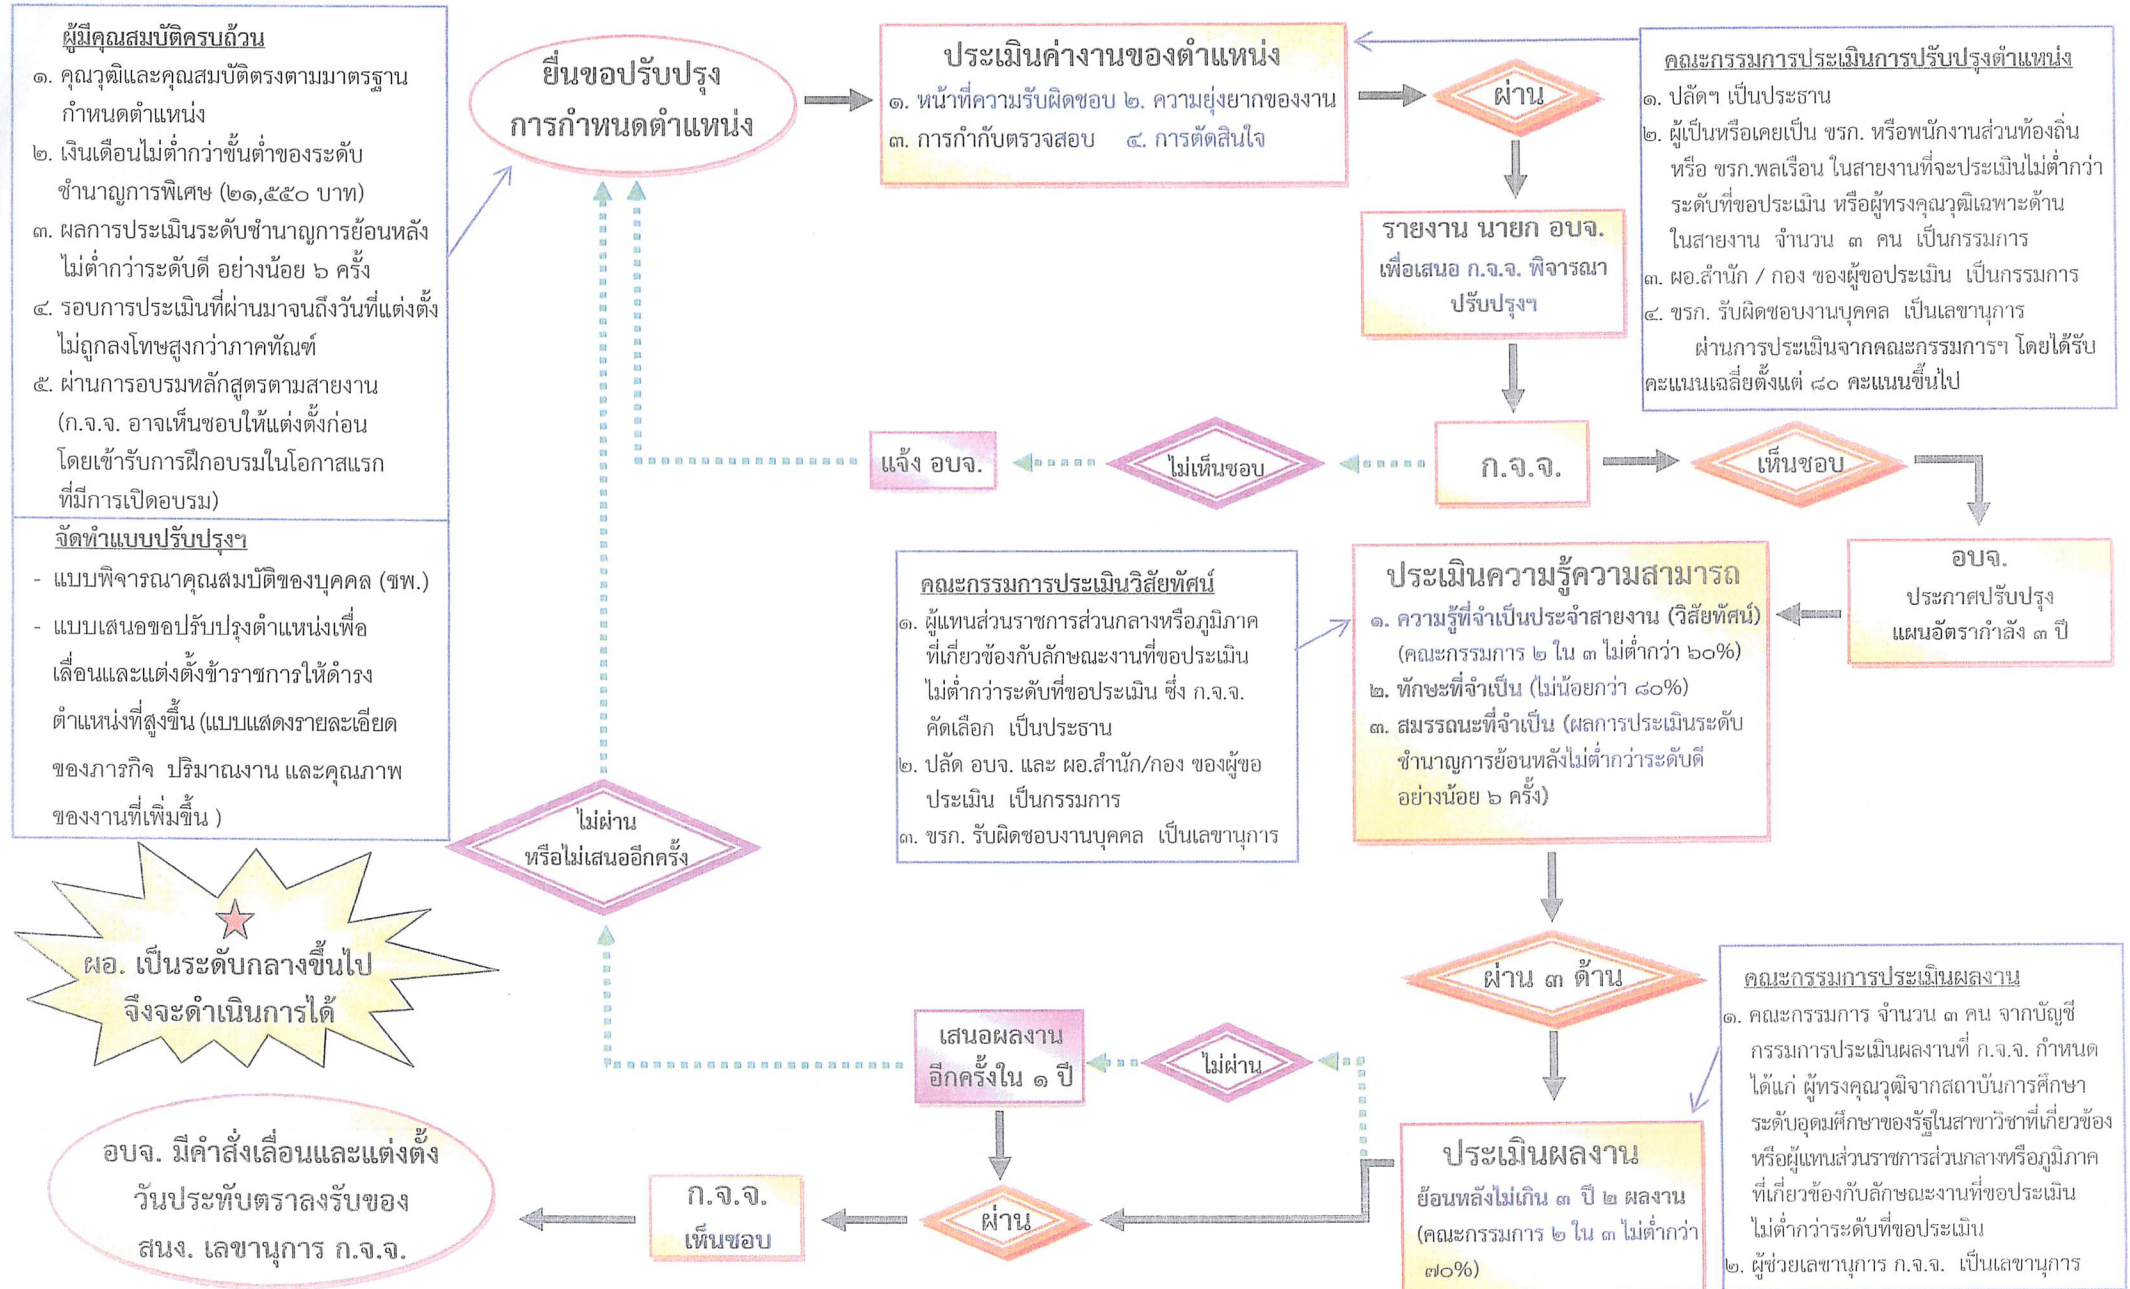 ผู้มีคุณสมบัติครบถ้วน
๑. คุณวุฒิและคุณสมบัติตรงตามมาตรฐาน
กำหนดตำแหน่ง
๒. เงินเดือนไม่ต่ำกว่าขั้นต่ำของระดับ
ชำนาญการพิเศษ (๒๑,๕๕๐ บาท)
๓. ผลการประเมินระดับชำนาญการย้อนหลัง
ไม่ต่ำกว่าระดับดี อย่างน้อย ๖ ครั้ง
๔. รอบการประเมินที่ผ่านมาจนถึงวันที่แต่งตั้ง
ไม่ถูกลงโทษสูงกว่าภาคทัณฑ์
๕. ผ่านการอบรมหลักสูตรตามสายงาน
(ก.จ.จ. อาจเห็นชอบให้แต่งตั้งก่อน
โดยเข้ารับการฝึกอบรมในโอกาสแรก
ที่มีการเปิดอบรม)
จัดทำแบบปรับปรุงฯ
- แบบพิจารณาคุณสมบัติของบุคคล (ชพ.)
- แบบเสนอขอปรับปรุงตำแหน่งเพื่อ
เลื่อนและแต่งตั้งข้าราชการให้ดำรง
ตำแหน่งที่สูงขึ้น (แบบแสดงรายละเอียด
ของภารกิจ ปริมาณงาน และคุณภาพ
ของงานที่เพิ่มขึ้น )
ยื่นขอปรับปรุง
การกำหนดตำแหน่ง
ประเมินค่างานของตำแหน่ง
๑. หน้าที่ความรับผิดชอบ ๒. ความยุ่งยากของงาน
๓. การกำกับตรวจสอบ ๔. การตัดสินใจ
ผ่าน
คณะกรรมการประเมินการปรับปรุงตำแหน่ง
๑. ปลัดฯ เป็นประธาน
๒. ผู้เป็นหรือเคยเป็น ขรก. หรือพนักงานส่วนท้องถิ่น
หรือ ขรก.พลเรือน ในสายงานที่จะประเมินไม่ต่ำกว่า
ระดับที่ขอประเมิน หรือผู้ทรงคุณวุฒิเฉพาะด้าน
ในสายงาน จำนวน ๓ คน เป็นกรรมการ
๓. ผอ.สำนัก / กอง ของผู้ขอประเมิน เป็นกรรมการ
๔. ขรก. รับผิดชอบงานบุคคล เป็นเลขานุการ
ผ่านการประเมินจากคณะกรรมการฯ โดยได้รับ
คะแนนเฉลี่ยตั้งแต่ ๘๐ คะแนนขึ้นไป
รายงาน นายก อบจ.
เพื่อเสนอ ก.จ.จ. พิจารณา
ปรับปรุงฯ
แจ้ง อบจ.
ไม่เห็นชอบ
ก.จ.จ.
เห็นชอบ
อบจ.
ประกาศปรับปรุง
แผนอัตรากำลัง ๓ ปี
คณะกรรมการประเมินวิสัยทัศน์
๑. ผู้แทนส่วนราชการส่วนกลางหรือภูมิภาค
ที่เกี่ยวข้องกับลักษณะงานที่ขอประเมิน
ไม่ต่ำกว่าระดับที่ขอประเมิน ซึ่ง ก.จ.จ.
คัดเลือก เป็นประธาน
๒. ปลัด อบจ. และ ผอ.สำนัก/กอง ของผู้ขอ
ประเมิน เป็นกรรมการ
๓. ขรก. รับผิดชอบงานบุคคล เป็นเลขานุการ
ประเมินความรู้ความสามารถ
๑. ความรู้ที่จำเป็นประจำสายงาน (วิสัยทัศน์)
(คณะกรรมการ ๒ ใน ๓ ไม่ต่ำกว่า ๖๐%)
๒. ทักษะที่จำเป็น (ไม่น้อยกว่า ๘๐%)
๓. สมรรถนะที่จำเป็น (ผลการประเมินระดับ
ชำนาญการย้อนหลังไม่ต่ำกว่าระดับดี
อย่างน้อย ๖ ครั้ง)
ไม่ผ่าน
หรือไม่เสนออีกครั้ง
ผอ. เป็นระดับกลางขึ้นไป
จึงจะดำเนินการได้
ผ่าน ๓ ด้าน
คณะกรรมการประเมินผลงาน
๑. คณะกรรมการ จำนวน ๓ คน จากบัญชี
กรรมการประเมินผลงานที่ ก.จ.จ. กำหนด
ได้แก่ ผู้ทรงคุณวุฒิจากสถาบันการศึกษา
ระดับอุดมศึกษาของรัฐในสาขาวิชาที่เกี่ยวข้อง
หรือผู้แทนส่วนราชการส่วนกลางหรือภูมิภาค
ที่เกี่ยวข้องกับลักษณะงานที่ขอประเมิน
ไม่ต่ำกว่าระดับที่ขอประเมิน
๒. ผู้ช่วยเลขานุการ ก.จ.จ. เป็นเลขานุการ
เสนอผลงาน
อีกครั้งใน ๑ ปี
ไม่ผ่าน
ประเมินผลงาน
ย้อนหลังไม่เกิน ๓ ปี ๒ ผลงาน
(คณะกรรมการ ๒ ใน ๓ ไม่ต่ำกว่า
๗๐%)
ผ่าน
ก.จ.จ.
เห็นชอบ
อบจ. มีคำสั่งเลื่อนและแต่งตั้ง
วันประทับตราลงรับของ
สนง. เลขานุการ ก.จ.จ.